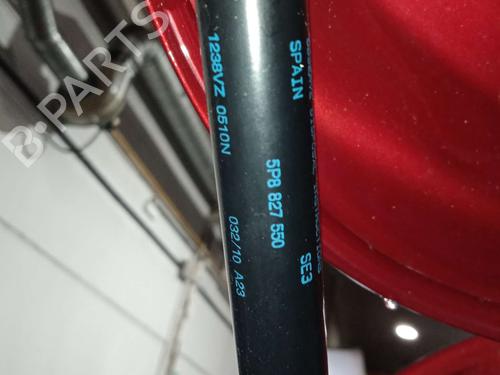 B-PARTS
SPAIN
SE3
5P8 827 550
1238VZ 0510N
032/10 A23